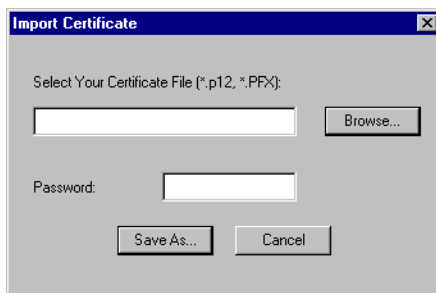 Import Certificate
Select Your Certificate File (*.p12, *.PFX):
Browse...
Password:
Save As...
Cancel